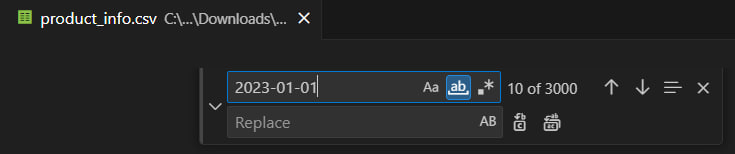 product_info.csv C:\...\Downloads\...
2023-01-01 Aa ab 10 of 3000
Replace AB